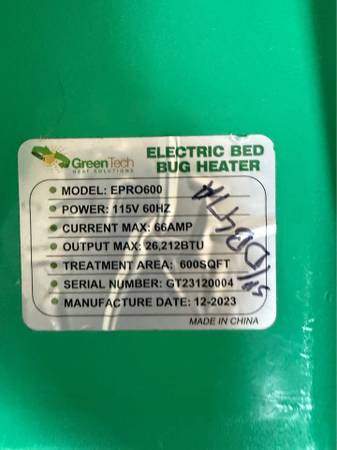 GreenTech
HEAT SOLUTIONS
ELECTRIC BED
BUG HEATER
MODEL: EPRO600
POWER: 115V 60HZ
CURRENT MAX: 66AMP
OUTPUT MAX: 26,212BTU
TREATMENT AREA: 600SQFT
SERIAL NUMBER: GT23120004
MANUFACTURE DATE: 12-2023
MADE IN CHINA